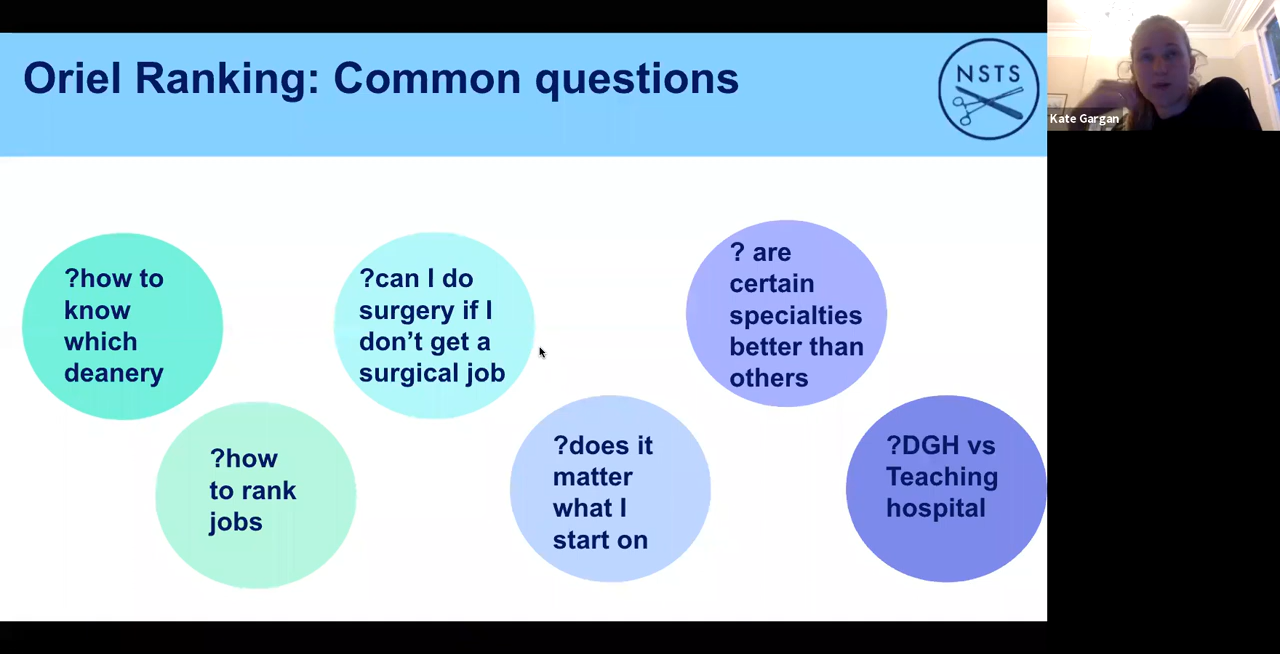 Oriel Ranking: Common questions
NSTS
Kate Gargan
?how to
know
which
deanery
?how
to rank
jobs
?can I do
surgery if I
don’t get a
surgical job
?does it
matter
what I
start on
? are
certain
specialties
better than
others
?DGH vs
Teaching
hospital